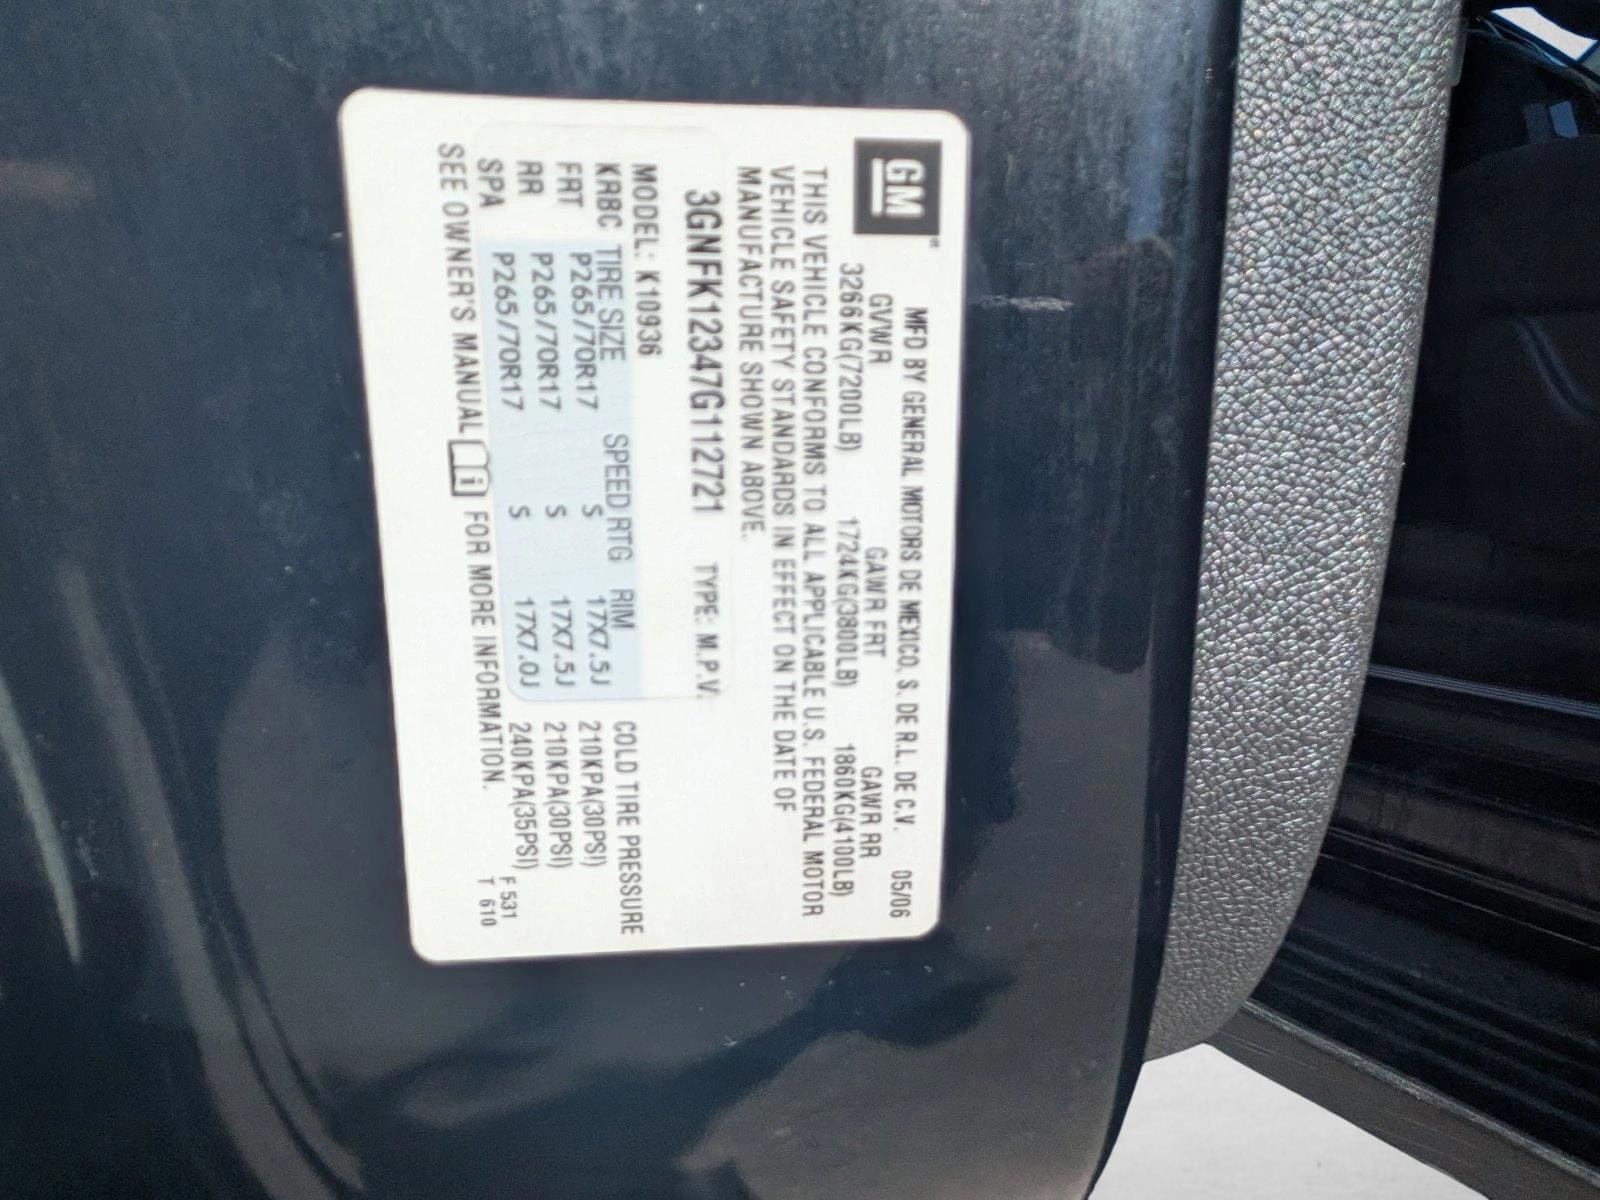 GM
MFD BY GENERAL MOTORS DE MEXICO, S. DE R.L. DE C.V. 05/06
GVWR GAWR FRT GAWR RR
3266KG(7200LB) 1724KG(3800LB) 1860KG(4100LB)
THIS VEHICLE CONFORMS TO ALL APPLICABLE U.S. FEDERAL MOTOR
VEHICLE SAFETY STANDARDS IN EFFECT ON THE DATE OF
MANUFACTURE SHOWN ABOVE.
3GNFK12347G112721 TYPE: M.P.V.
MODEL: K10936
KRBC TIRE SIZE SPEED RTG RIM COLD TIRE PRESSURE
FRT P265/70R17 S 17X7.5J 210KPA(30PSI)
RR P265/70R17 S 17X7.5J 210KPA(30PSI)
SPA P265/70R17 S 17X7.0J 240KPA(35PSI)
SEE OWNER'S MANUAL i FOR MORE INFORMATION.
F 531
T 610